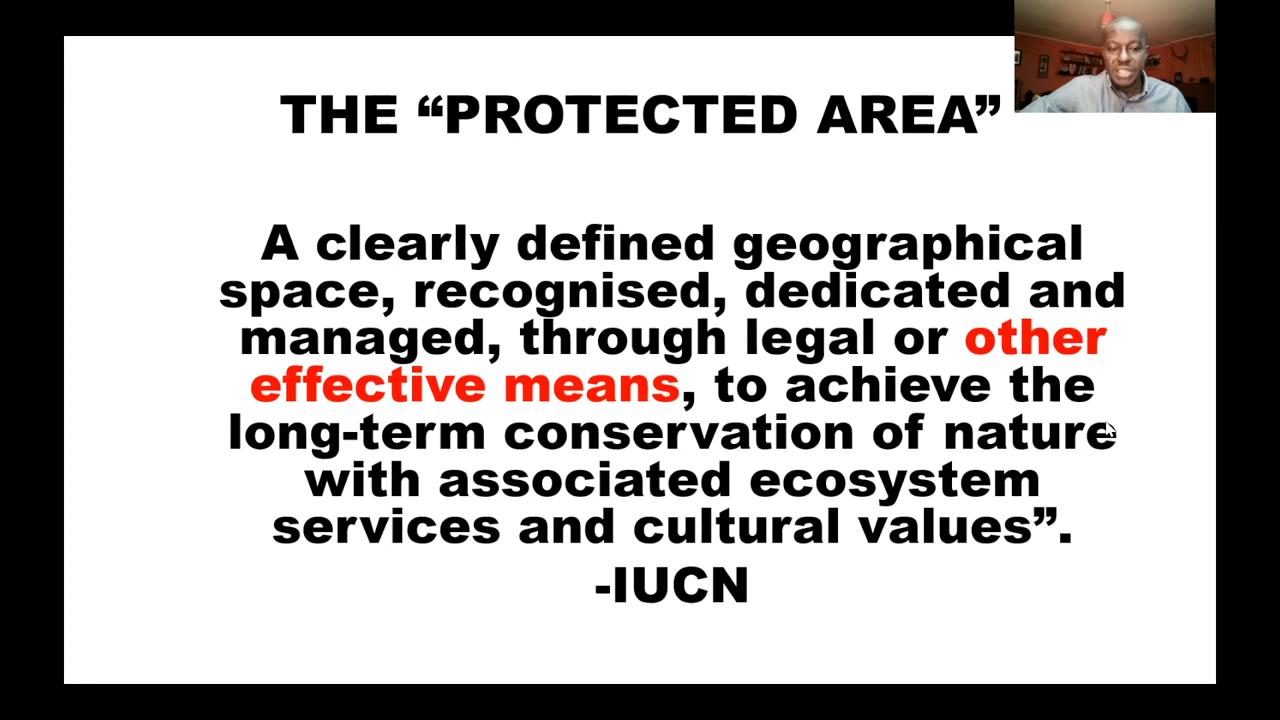 THE “PROTECTED AREA”
A clearly defined geographical
space, recognised, dedicated and
managed, through legal or other
effective means, to achieve the
long-term conservation of nature
with associated ecosystem
services and cultural values”.
-IUCN